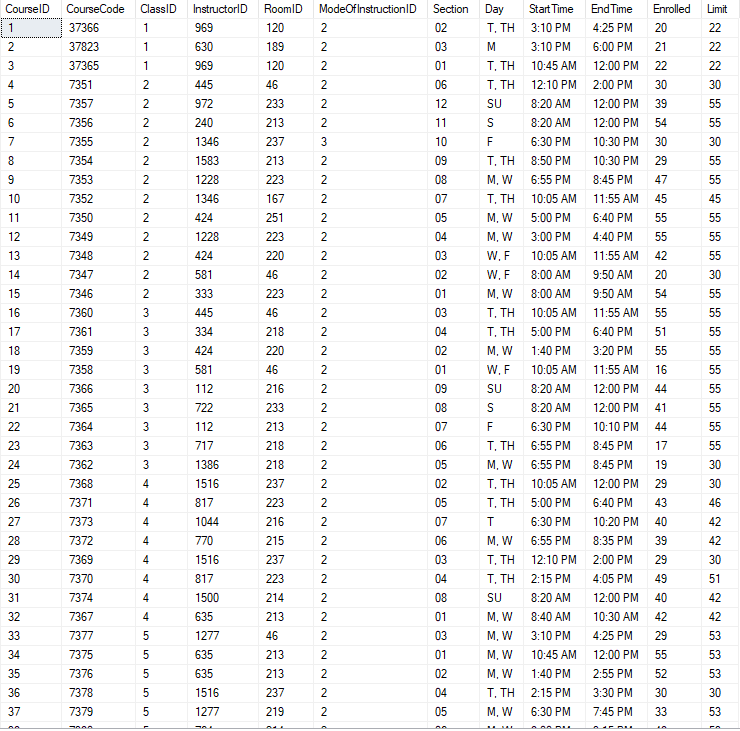 CourseID CourseCode ClassID InstructorID RoomID ModeOfInstructionID Section Day StartTime EndTime Enrolled Limit
1 37366 1 969 120 2 02 T, TH 3:10 PM 4:25 PM 20 22
2 37823 1 630 189 2 03 M 3:10 PM 6:00 PM 21 22
3 37365 1 969 120 2 01 T, TH 10:45 AM 12:00 PM 22 22
4 7351 2 445 46 2 06 T, TH 12:10 PM 2:00 PM 30 30
5 7357 2 972 233 2 12 SU 8:20 AM 12:00 PM 39 55
6 7356 2 240 213 2 11 S 8:20 AM 12:00 PM 54 55
7 7355 2 1346 237 3 10 F 6:30 PM 10:30 PM 30 30
8 7354 2 1583 213 2 09 T, TH 8:50 PM 10:30 PM 29 55
9 7353 2 1228 223 2 08 M, W 6:55 PM 8:45 PM 47 55
10 7352 2 1346 167 2 07 T, TH 10:05 AM 11:55 AM 45 45
11 7350 2 424 251 2 05 M, W 5:00 PM 6:40 PM 55 55
12 7349 2 1228 223 2 04 M, W 3:00 PM 4:40 PM 55 55
13 7348 2 424 220 2 03 W, F 10:05 AM 11:55 AM 42 55
14 7347 2 581 46 2 02 W, F 8:00 AM 9:50 AM 20 30
15 7346 2 333 223 2 01 M, W 8:00 AM 9:50 AM 54 55
16 7360 3 445 46 2 03 T, TH 10:05 AM 11:55 AM 55 55
17 7361 3 334 218 2 04 T, TH 5:00 PM 6:40 PM 51 55
18 7359 3 424 220 2 02 M, W 1:40 PM 3:20 PM 55 55
19 7358 3 581 46 2 01 W, F 10:05 AM 11:55 AM 16 55
20 7366 3 112 216 2 09 SU 8:20 AM 12:00 PM 44 55
21 7365 3 722 233 2 08 S 8:20 AM 12:00 PM 41 55
22 7364 3 112 213 2 07 F 6:30 PM 10:10 PM 44 55
23 7363 3 717 218 2 06 T, TH 6:55 PM 8:45 PM 17 55
24 7362 3 1386 218 2 05 M, W 6:55 PM 8:45 PM 19 30
25 7368 4 1516 237 2 02 T, TH 10:05 AM 12:00 PM 29 30
26 7371 4 817 223 2 05 T, TH 5:00 PM 6:40 PM 43 46
27 7373 4 1044 216 2 07 T 6:30 PM 10:20 PM 40 42
28 7372 4 770 215 2 06 M, W 6:55 PM 8:35 PM 39 42
29 7369 4 1516 237 2 03 T, TH 12:10 PM 2:00 PM 29 30
30 7370 4 817 223 2 04 T, TH 2:15 PM 4:05 PM 49 51
31 7374 4 1500 214 2 08 SU 8:20 AM 12:00 PM 40 42
32 7367 4 635 213 2 01 M, W 8:40 AM 10:30 AM 42 42
33 7377 5 1277 46 2 03 M, W 3:10 PM 4:25 PM 29 53
34 7375 5 635 213 2 01 M, W 10:45 AM 12:00 PM 55 53
35 7376 5 635 213 2 02 M, W 1:40 PM 2:55 PM 52 53
36 7378 5 1516 237 2 04 T, TH 2:15 PM 3:30 PM 30 30
37 7379 5 1277 219 2 05 M, W 6:30 PM 7:45 PM 33 53